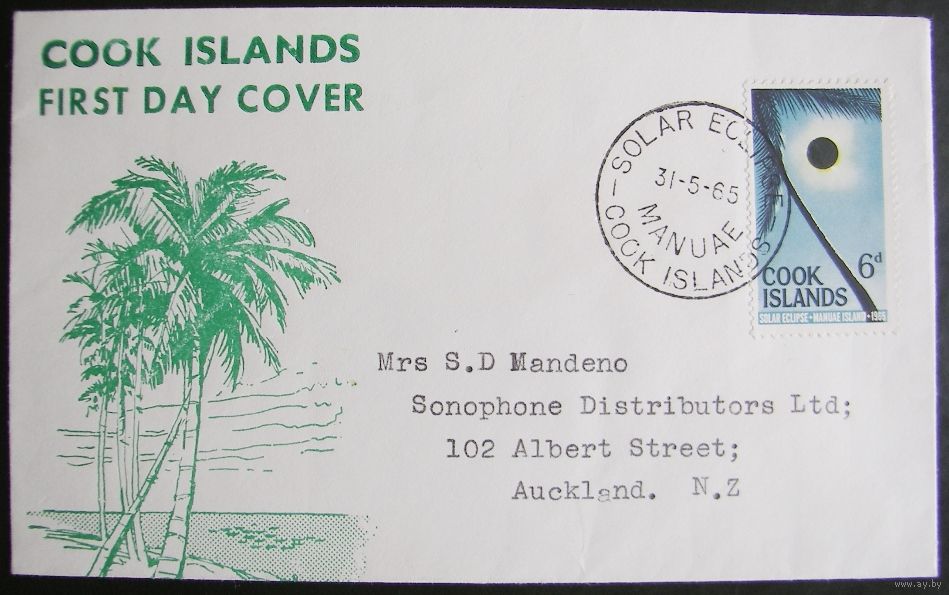 COOK ISLANDS
FIRST DAY COVER
SOLAR ECLIPSE
31-5-65
MANUAE
COOK ISLANDS
6d
COOK
ISLANDS
SOLAR ECLIPSE • MANUAE ISLAND • 1965
Mrs S.D Mandeno
Sonophone Distributors Ltd;
102 Albert Street;
Auckland. N.Z
www.ay.by